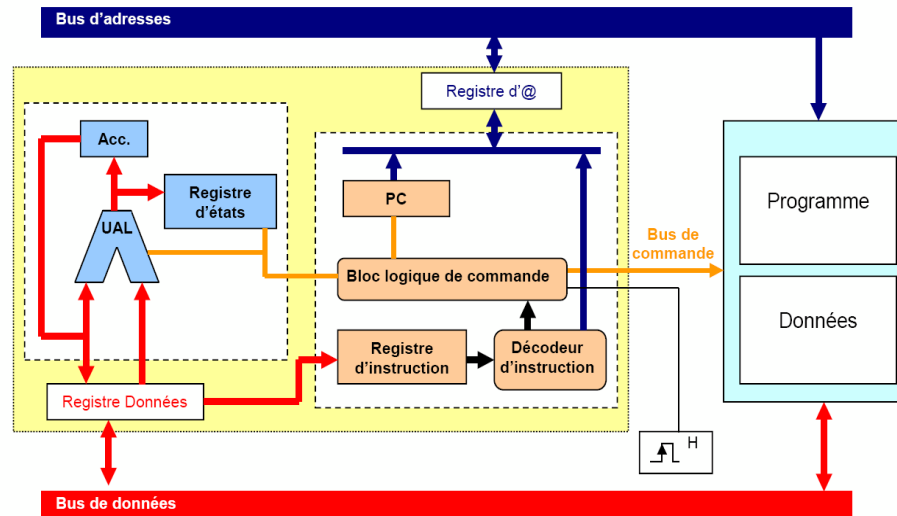 Bus d'adresses
Registre d'@
Acc.
Registre
d'états
UAL
PC
Bus de
commande
Bloc logique de commande
Programme
Données
Registre
d'instruction
Décodeur
d'instruction
Registre Données
H
Bus de données